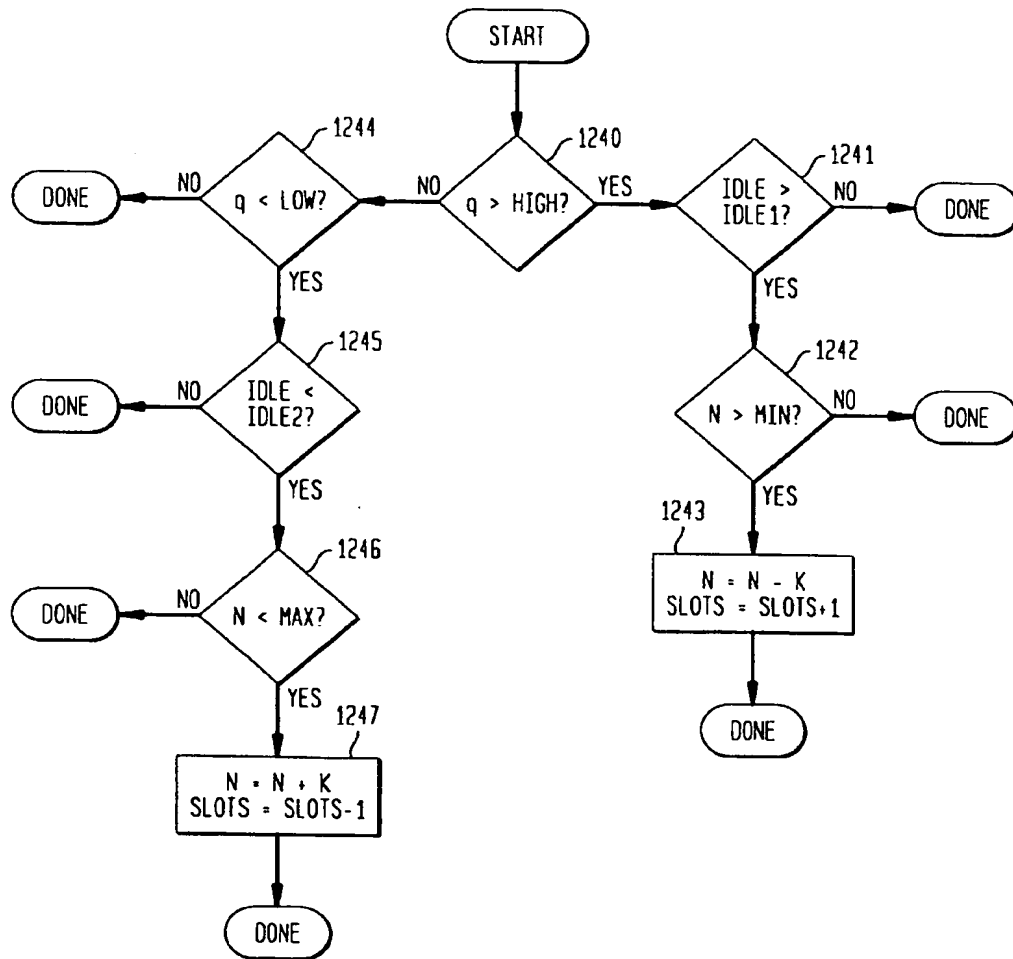 START
1244
1240
1241
DONE
NO
q < LOW?
NO
q > HIGH?
YES
IDLE >
IDLE1?
NO
DONE
YES
YES
1245
1242
DONE
NO
IDLE <
IDLE2?
N > MIN?
NO
DONE
YES
YES
1246
1243
DONE
NO
N < MAX?
N = N - K
SLOTS = SLOTS+1
YES
1247
DONE
N = N + K
SLOTS = SLOTS-1
DONE